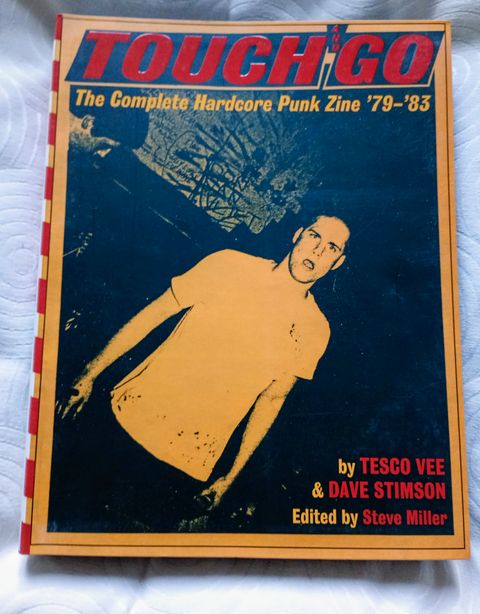 TOUCH AND GO
The Complete Hardcore Punk Zine '79-'83
by TESCO VEE
& DAVE STIMSON
Edited by Steve Miller